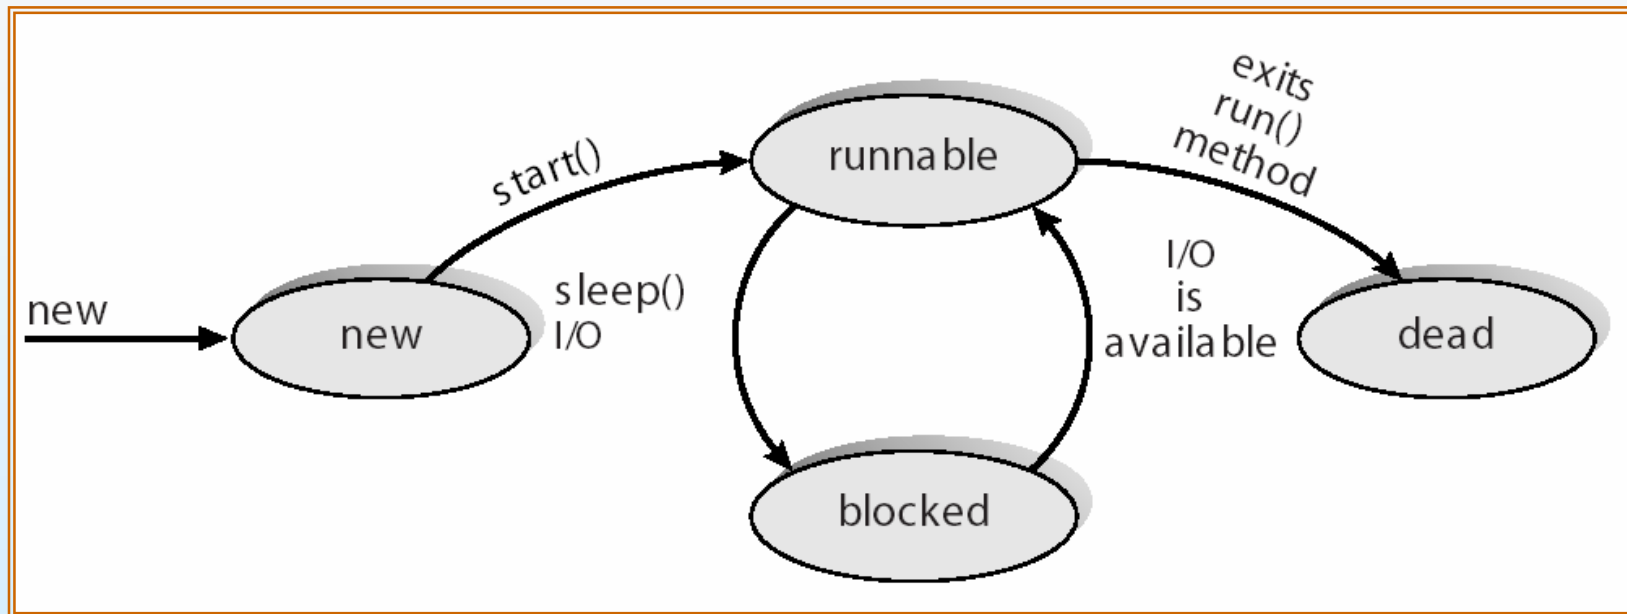 new
new
start()
sleep()
I/O
runnable
blocked
I/O
is
available
exits
run()
method
dead